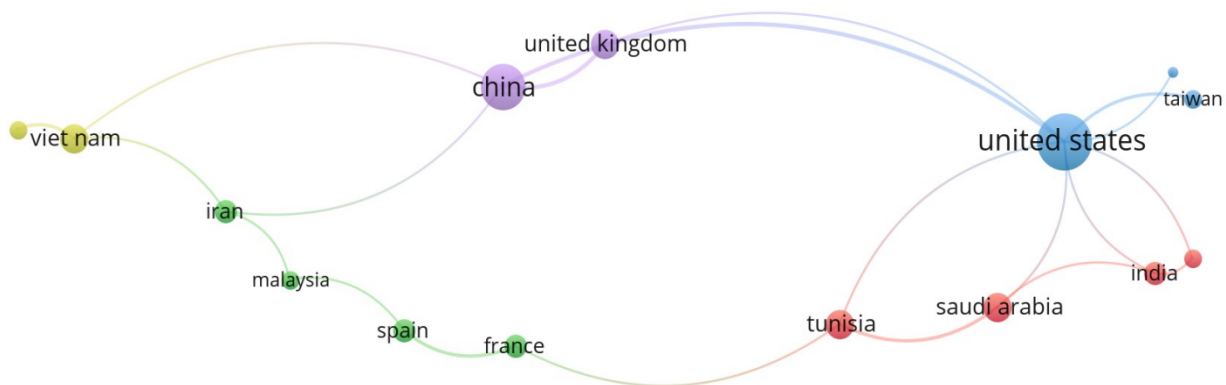 united kingdom
china
taiwan
viet nam
united states
iran
malaysia
india
saudi arabia
tunisia
spain
france